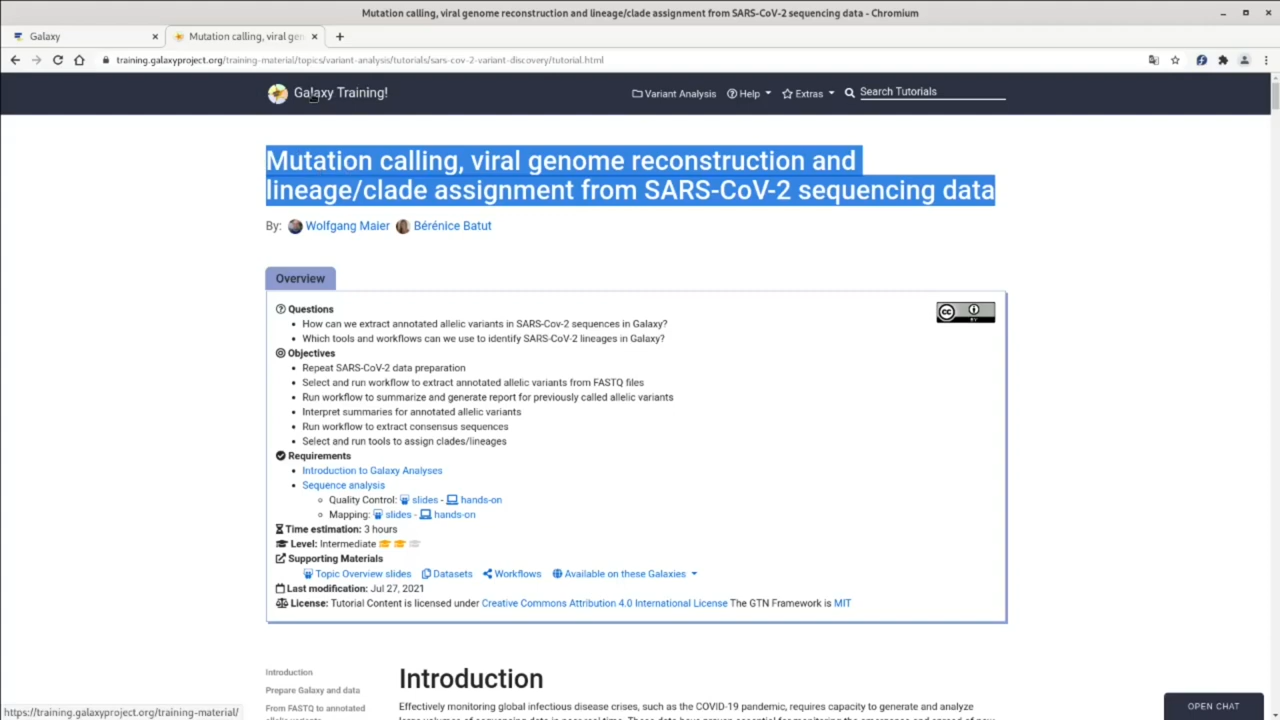 Mutation calling, viral genome reconstruction and lineage/clade assignment from SARS-CoV-2 sequencing data - Chromium
Galaxy
Mutation calling, viral gen
training.galaxyproject.org/training-material/topics/variant-analysis/tutorials/sars-cov-2-variant-discovery/tutorial.html
Galaxy Training!
Variant Analysis
Help
Extras
Search Tutorials
Mutation calling, viral genome reconstruction and
lineage/clade assignment from SARS-CoV-2 sequencing data
By: Wolfgang Maier Bérénice Batut
Overview
Questions
How can we extract annotated allelic variants in SARS-Cov-2 sequences in Galaxy?
Which tools and workflows can we use to identify SARS-CoV-2 lineages in Galaxy?
Objectives
Repeat SARS-CoV-2 data preparation
Select and run workflow to extract annotated allelic variants from FASTQ files
Run workflow to summarize and generate report for previously called allelic variants
Interpret summaries for annotated allelic variants
Run workflow to extract consensus sequences
Select and run tools to assign clades/lineages
Requirements
Introduction to Galaxy Analyses
Sequence analysis
Quality Control: slides - hands-on
Mapping: slides - hands-on
Time estimation: 3 hours
Level: Intermediate
Supporting Materials
Topic Overview slides Datasets Workflows Available on these Galaxies
Last modification: Jul 27, 2021
License: Tutorial Content is licensed under Creative Commons Attribution 4.0 International License The GTN Framework is MIT
cc
BY
Introduction
Prepare Galaxy and data
From FASTQ to annotated
Introduction
Effectively monitoring global infectious disease crises, such as the COVID-19 pandemic, requires capacity to generate and analyze
https://training.galaxyproject.org/training-material/
OPEN CHAT